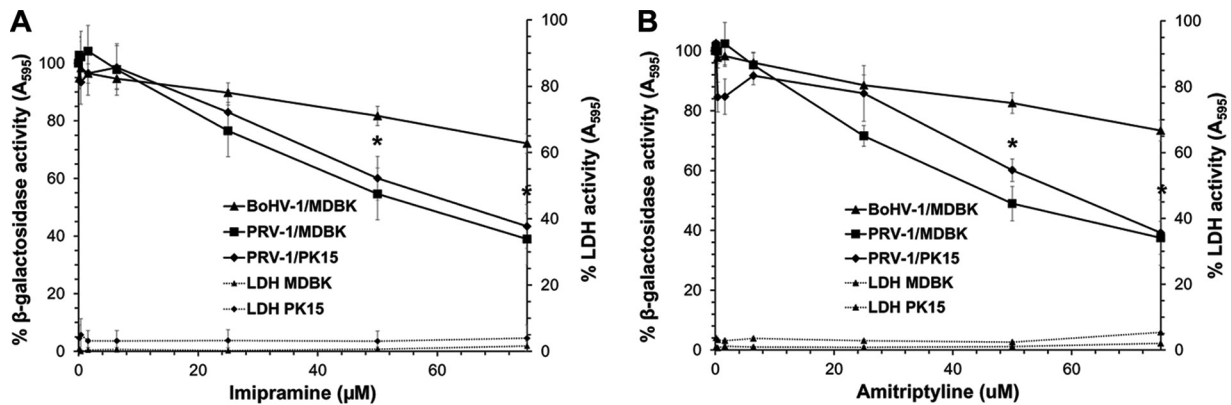 A
% β-galactosidase activity (A595)
100
80
60
40
20
0
*
*
BoHV-1/MDBK
PRV-1/MDBK
PRV-1/PK15
LDH MDBK
LDH PK15
100
80
60
40
20
0
% LDH activity (A595)
0
20
40
60
Imipramine (µM)
B
% β-galactosidase activity (A595)
100
80
60
40
20
0
*
*
BoHV-1/MDBK
PRV-1/MDBK
PRV-1/PK15
LDH MDBK
LDH PK15
100
80
60
40
20
0
% LDH activity (A595)
0
20
40
60
Amitriptyline (uM)